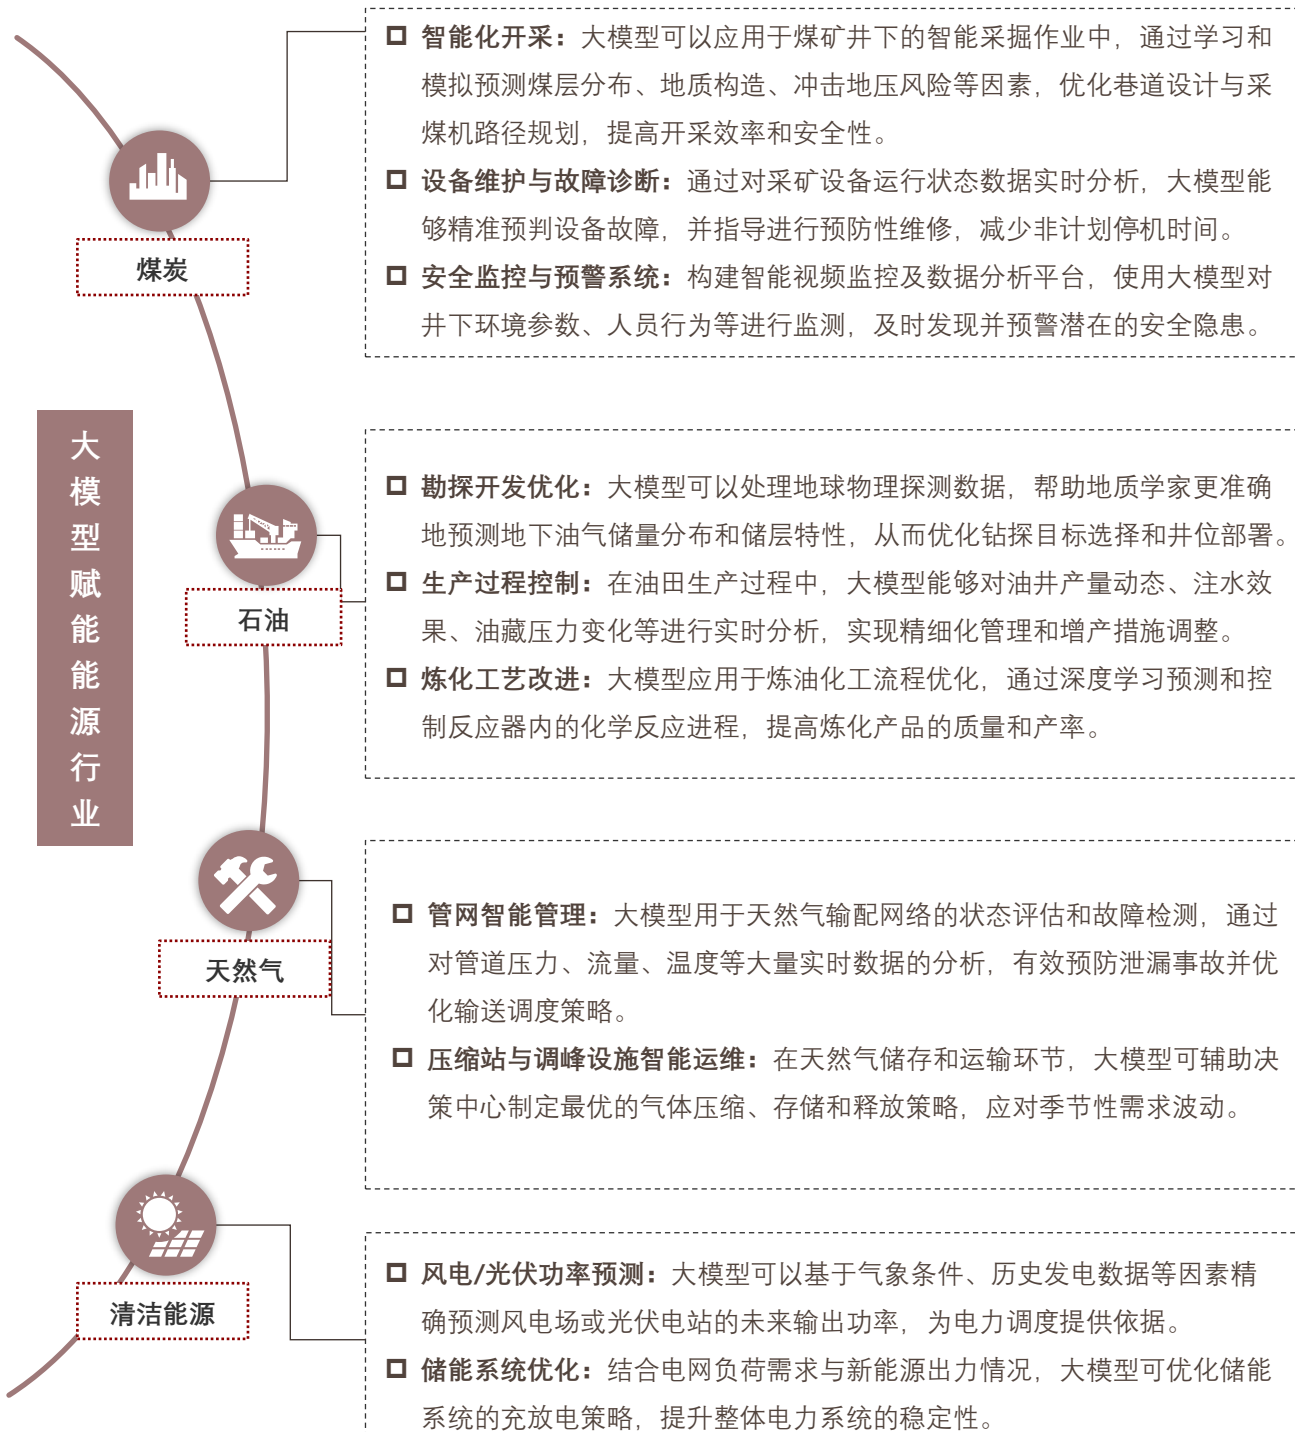 大模型赋能能源行业
煤炭
智能化开采：大模型可以应用于煤矿井下的智能采掘作业中，通过学习和
模拟预测煤层分布、地质构造、冲击地压风险等因素，优化巷道设计与采
煤机路径规划，提高开采效率和安全性。
设备维护与故障诊断：通过对采矿设备运行状态数据实时分析，大模型能
够精准预判设备故障，并指导进行预防性维修，减少非计划停机时间。
安全监控与预警系统：构建智能视频监控及数据分析平台，使用大模型对
井下环境参数、人员行为等进行监测，及时发现并预警潜在的安全隐患。
石油
勘探开发优化：大模型可以处理地球物理探测数据，帮助地质学家更准确
地预测地下油气储量分布和储层特性，从而优化钻探目标选择和井位部署。
生产过程控制：在油田生产过程中，大模型能够对油井产量动态、注水效
果、油藏压力变化等进行实时分析，实现精细化管理和增产措施调整。
炼化工艺改进：大模型应用于炼油化工流程优化，通过深度学习预测和控
制反应器内的化学反应进程，提高炼化产品的质量和产率。
天然气
管网智能管理：大模型用于天然气输配网络的状态评估和故障检测，通过
对管道压力、流量、温度等大量实时数据的分析，有效预防泄漏事故并优
化输送调度策略。
压缩站与调峰设施智能运维：在天然气储存和运输环节，大模型可辅助决
策中心制定最优的气体压缩、存储和释放策略，应对季节性需求波动。
清洁能源
风电/光伏功率预测：大模型可以基于气象条件、历史发电数据等因素精
确预测风电场或光伏电站的未来输出功率，为电力调度提供依据。
储能系统优化：结合电网负荷需求与新能源出力情况，大模型可优化储能
系统的充放电策略，提升整体电力系统的稳定性。